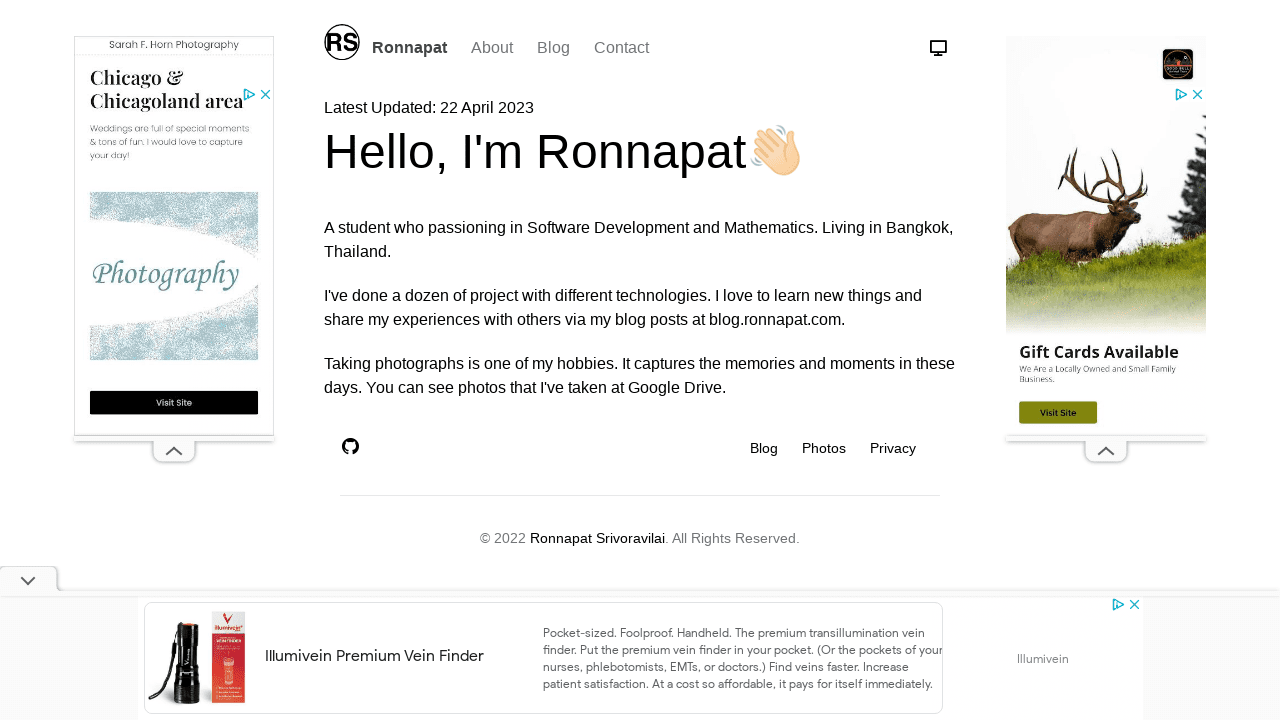 RS
Ronnapat About Blog Contact
Latest Updated: 22 April 2023
Hello, I'm Ronnapat👋🏻
A student who passioning in Software Development and Mathematics. Living in Bangkok,
Thailand.
I've done a dozen of project with different technologies. I love to learn new things and
share my experiences with others via my blog posts at blog.ronnapat.com.
Taking photographs is one of my hobbies. It captures the memories and moments in these
days. You can see photos that I've taken at Google Drive.
Blog Photos Privacy
© 2022 Ronnapat Srivoravilai. All Rights Reserved.
Sarah F. Horn Photography
Chicago &
Chicagoland area
Weddings are full of special moments
& tons of fun. I would love to capture
your day!
Photography
Visit Site
Gift Cards Available
We Are a Locally Owned and Small Family
Business.
Visit Site
illumivein
Illumivein Premium Vein Finder
Pocket-sized. Foolproof. Handheld. The premium transillumination vein
finder. Put the premium vein finder in your pocket. (Or the pockets of your
nurses, phlebotomists, EMTs, or doctors.) Find veins faster. Increase
patient satisfaction. At a cost so affordable, it pays for itself immediately.
Illumivein